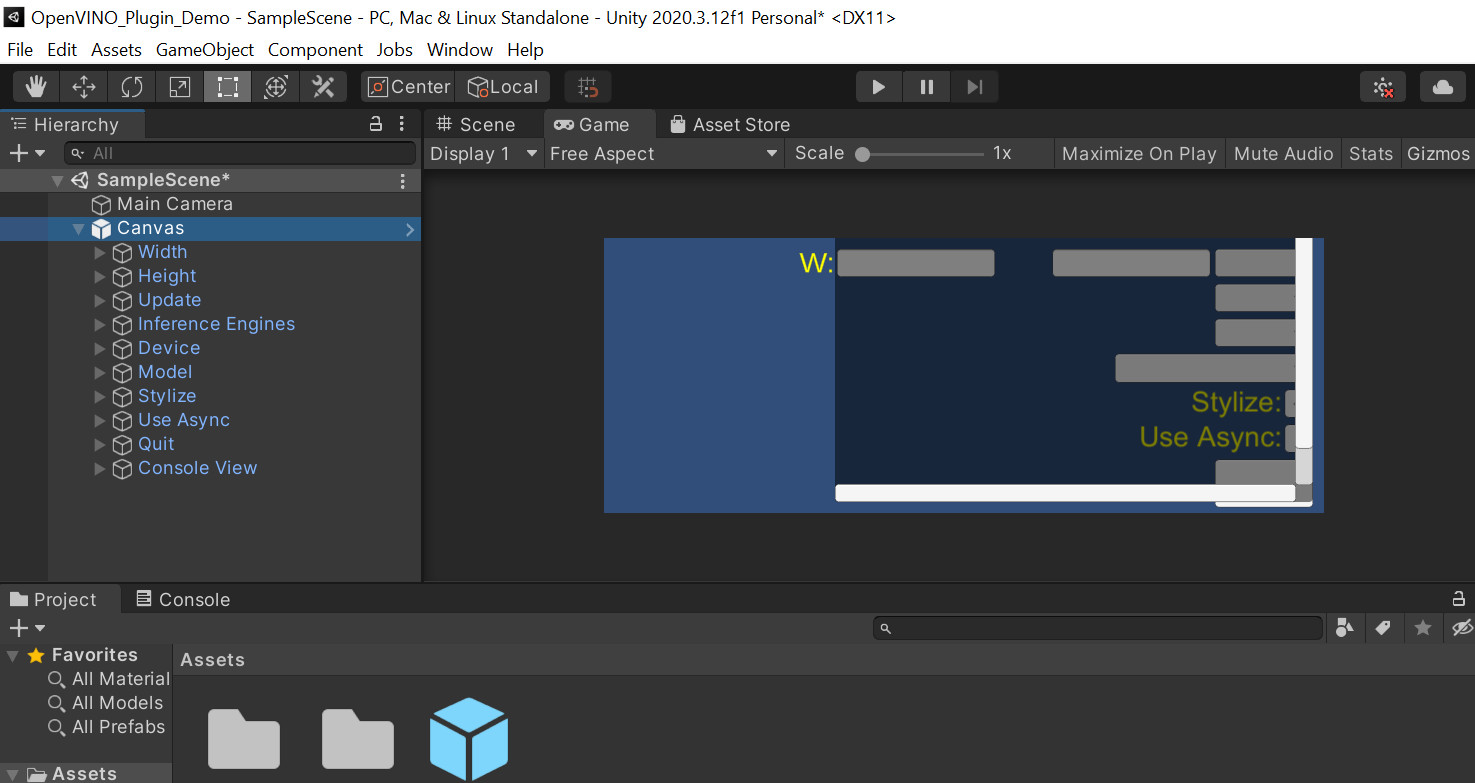 OpenVINO_Plugin_Demo - SampleScene - PC, Mac & Linux Standalone - Unity 2020.3.12f1 Personal* <DX11>
File Edit Assets GameObject Component Jobs Window Help
Center Local
Hierarchy
Scene Game Asset Store
All
Display 1 Free Aspect Scale 1x Maximize On Play Mute Audio Stats Gizmos
SampleScene*
Main Camera
Canvas
Width
Height
Update
Inference Engines
Device
Model
Stylize
Use Async
Quit
Console View
W:
Stylize:
Use Async:
Project Console
Favorites
All Material
All Models
All Prefabs
Assets
Assets